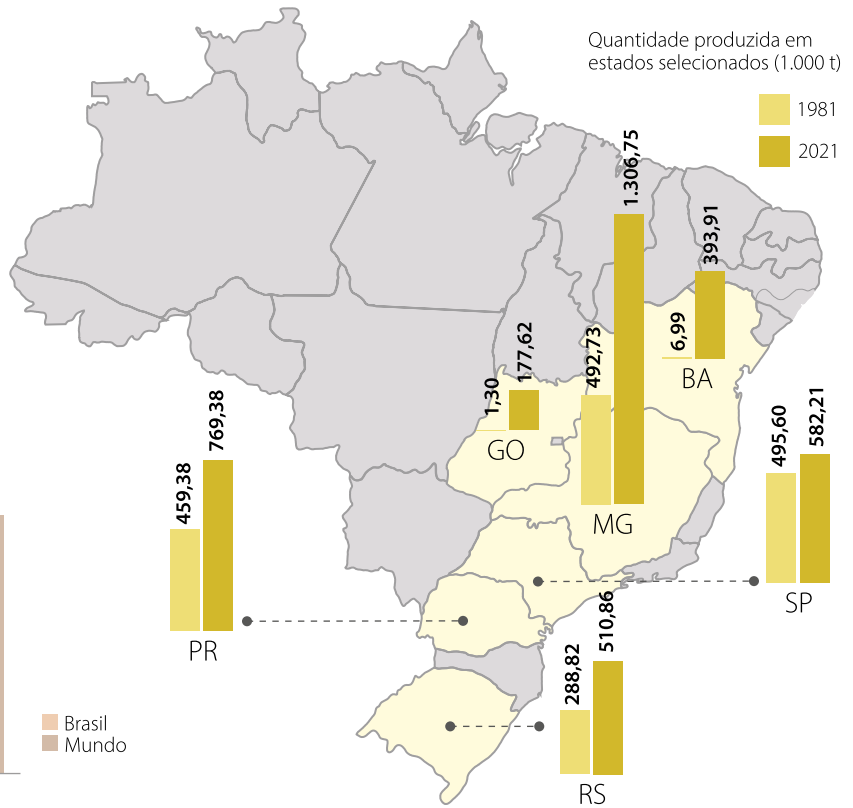 Quantidade produzida em
estados selecionados (1.000 t)
1981
2021
1.306,75
492,73
MG
393,91
6,99
BA
177,62
1,30
GO
769,38
459,38
PR
582,21
495,60
SP
510,86
288,82
RS
Brasil
Mundo